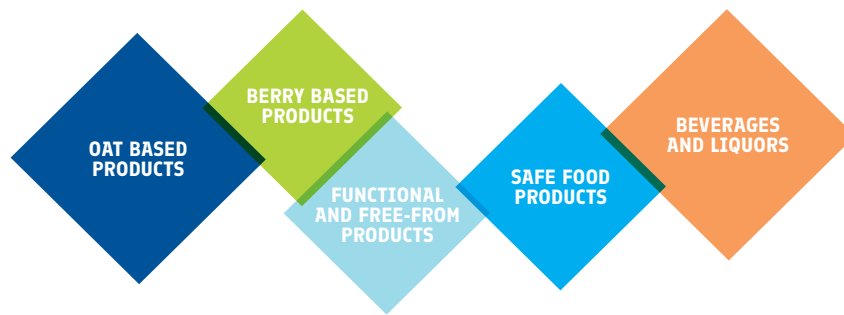 OAT BASED
PRODUCTS
BERRY BASED
PRODUCTS
FUNCTIONAL
AND FREE-FROM
PRODUCTS
SAFE FOOD
PRODUCTS
BEVERAGES
AND LIQUORS